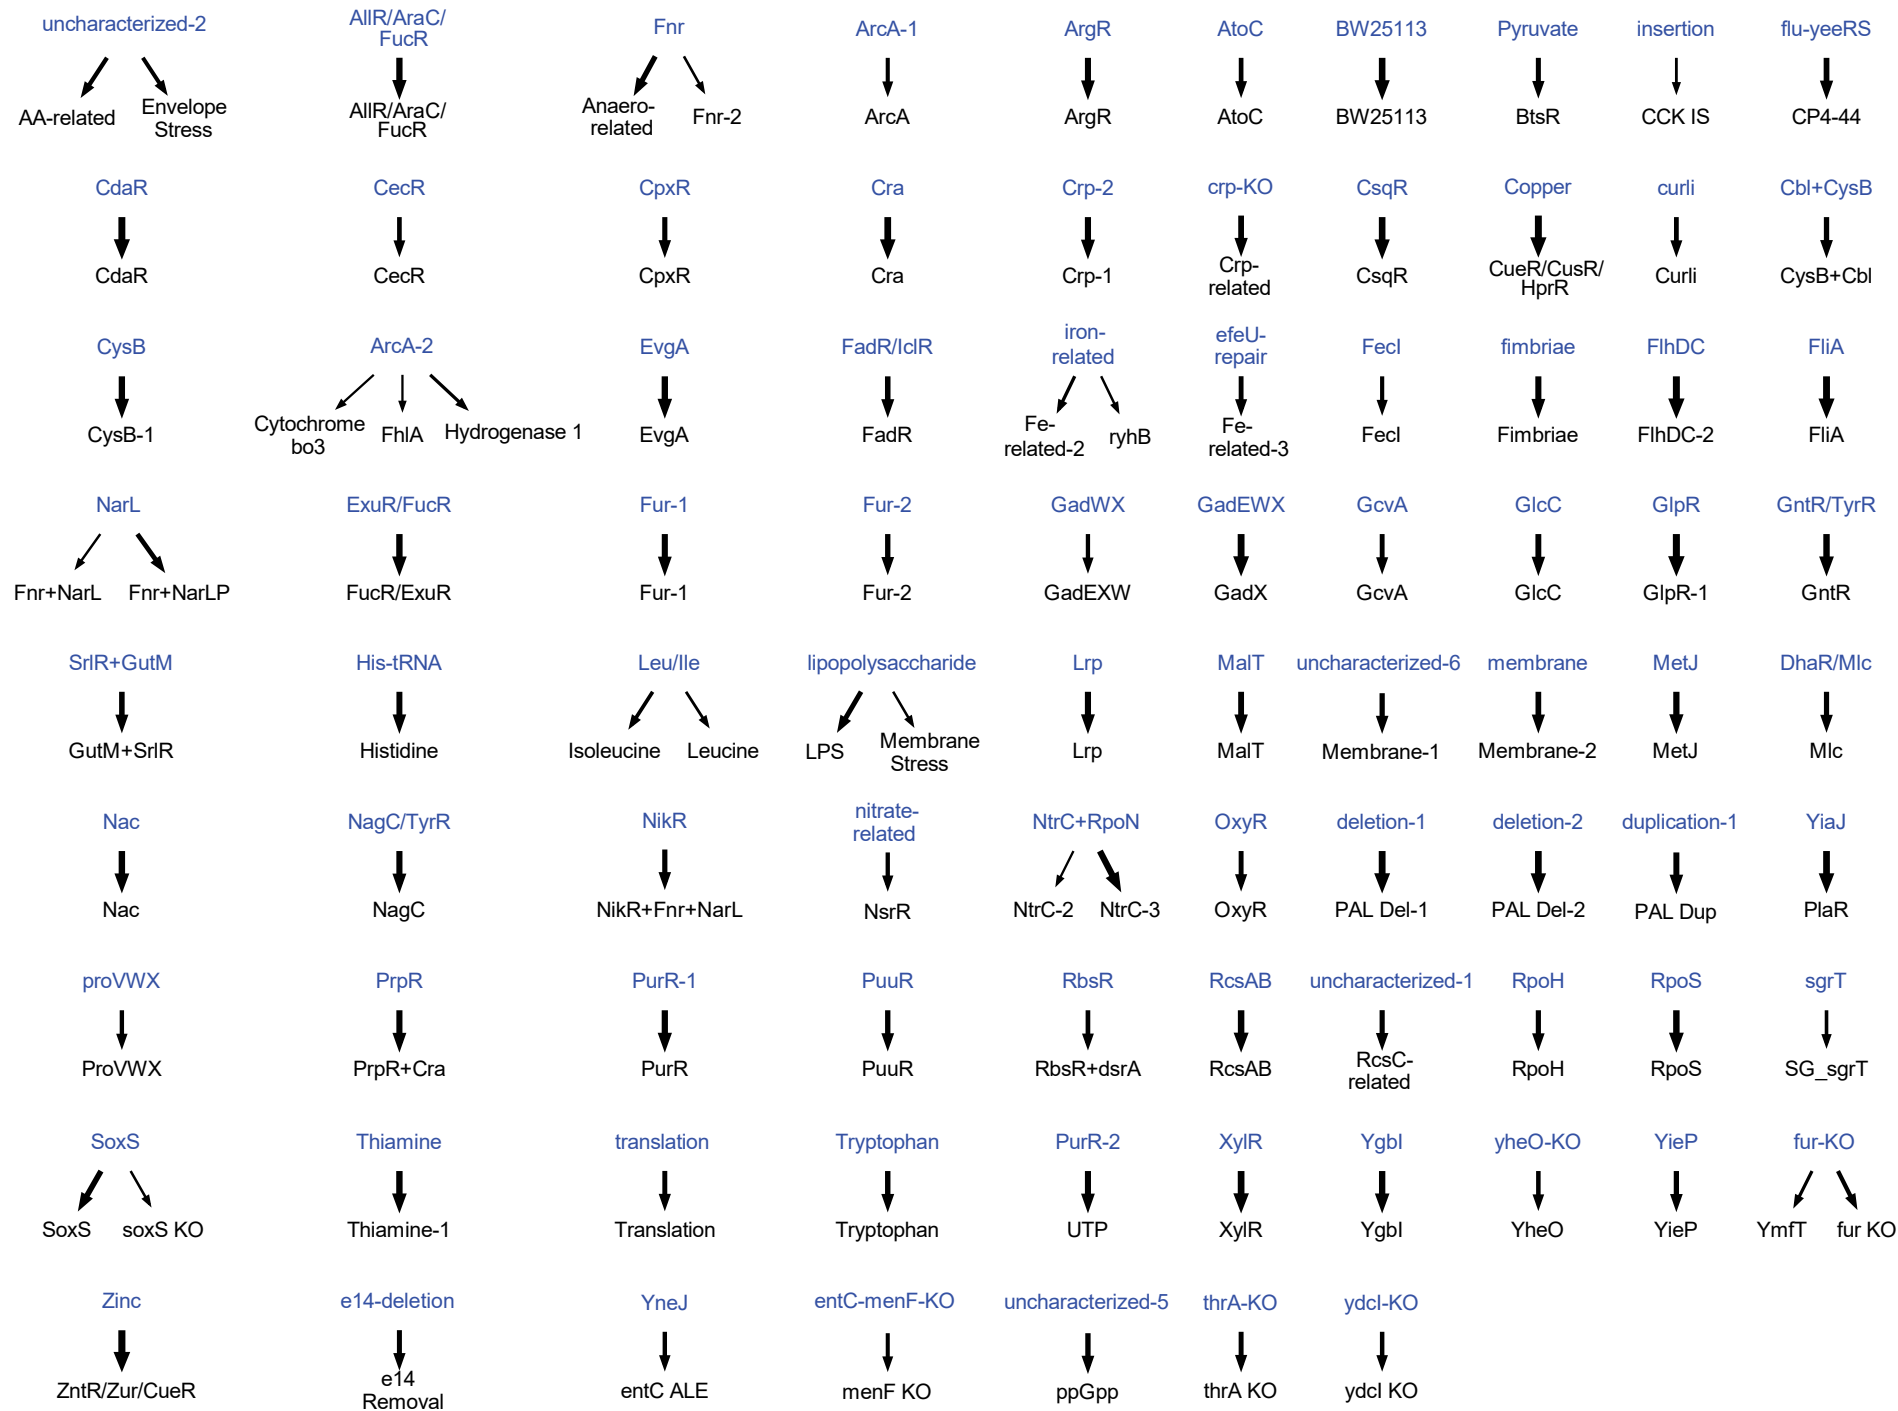 uncharacterized-2
AllR/AraC/
FucR
Fnr
ArcA-1
ArgR
AtoC
BW25113
Pyruvate
insertion
flu-yeeRS
AA-related
Envelope
Stress
AllR/AraC/
FucR
Anaero-
related
Fnr-2
ArcA
ArgR
AtoC
BW25113
BtsR
CCK IS
CP4-44
CdaR
CecR
CpxR
Cra
Crp-2
crp-KO
CsqR
Copper
curli
Cbl+CysB
CdaR
CecR
CpxR
Cra
Crp-1
Crp-
related
CsqR
CueR/CusR/
HprR
Curli
CysB+Cbl
CysB
ArcA-2
EvgA
FadR/IclR
iron-
related
efeU-
repair
FecI
fimbriae
FlhDC
FliA
CysB-1
Cytochrome
bo3
FhlA
Hydrogenase 1
EvgA
FadR
Fe-
related-2
ryhB
Fe-
related-3
FecI
Fimbriae
FlhDC-2
FliA
NarL
ExuR/FucR
Fur-1
Fur-2
GadWX
GadEWX
GcvA
GlcC
GlpR
GntR/TyrR
Fnr+NarL
Fnr+NarLP
FucR/ExuR
Fur-1
Fur-2
GadEXW
GadX
GcvA
GlcC
GlpR-1
GntR
SrlR+GutM
His-tRNA
Leu/Ile
lipopolysaccharide
Lrp
MalT
uncharacterized-6
membrane
MetJ
DhaR/Mlc
GutM+SrlR
Histidine
Isoleucine
Leucine
LPS
Membrane
Stress
Lrp
MalT
Membrane-1
Membrane-2
MetJ
Mlc
Nac
NagC/TyrR
NikR
nitrate-
related
NtrC+RpoN
OxyR
deletion-1
deletion-2
duplication-1
YiaJ
Nac
NagC
NikR+Fnr+NarL
NsrR
NtrC-2
NtrC-3
OxyR
PAL Del-1
PAL Del-2
PAL Dup
PlaR
proVWX
PrpR
PurR-1
PuuR
RbsR
RcsAB
uncharacterized-1
RpoH
RpoS
sgrT
ProVWX
PrpR+Cra
PurR
PuuR
RbsR+dsrA
RcsAB
RcsC-
related
RpoH
RpoS
SG_sgrT
SoxS
Thiamine
translation
Tryptophan
PurR-2
XylR
YgbI
yheO-KO
YieP
fur-KO
SoxS
soxS KO
Thiamine-1
Translation
Tryptophan
UTP
XylR
YgbI
YheO
YieP
YmfT
fur KO
Zinc
e14-deletion
YneJ
entC-menF-KO
uncharacterized-5
thrA-KO
ydcI-KO
ZntR/Zur/CueR
e14
Removal
entC ALE
menF KO
ppGpp
thrA KO
ydcI KO